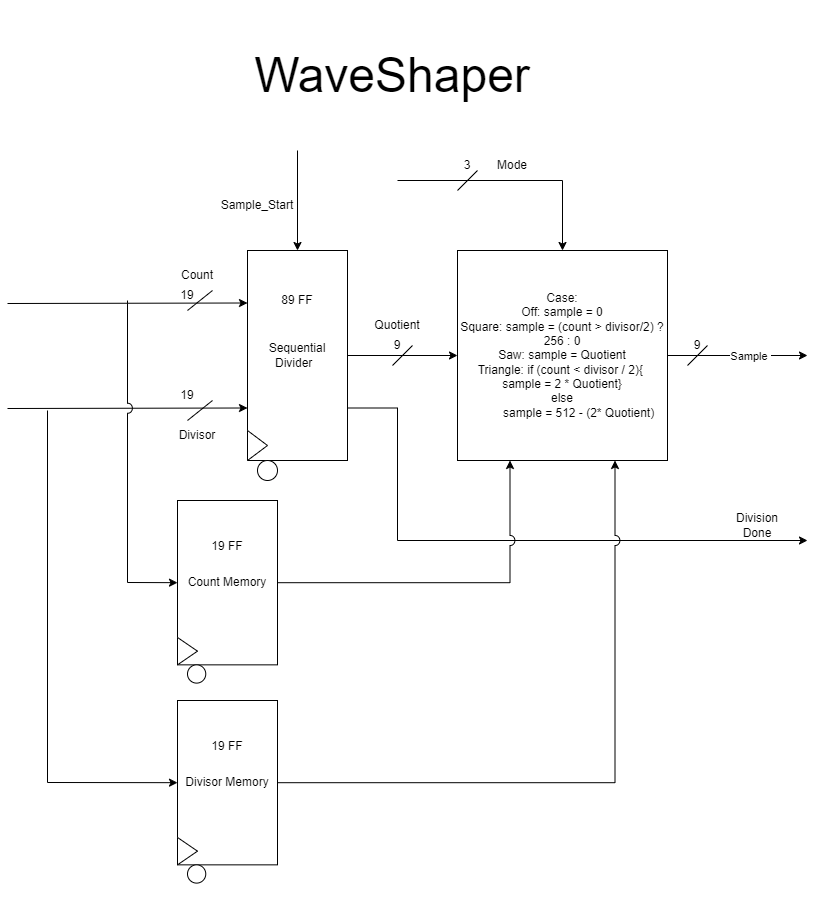 WaveShaper
3
Mode
Sample_Start
Count
19
89 FF
Sequential
Divider
Quotient
9
Case:
Off: sample = 0
Square: sample = (count > divisor/2) ?
256 : 0
Saw: sample = Quotient
Triangle: if (count < divisor / 2){
sample = 2 * Quotient}
else
sample = 512 - (2* Quotient)
9
Sample
19
Divisor
Division
Done
19 FF
Count Memory
19 FF
Divisor Memory